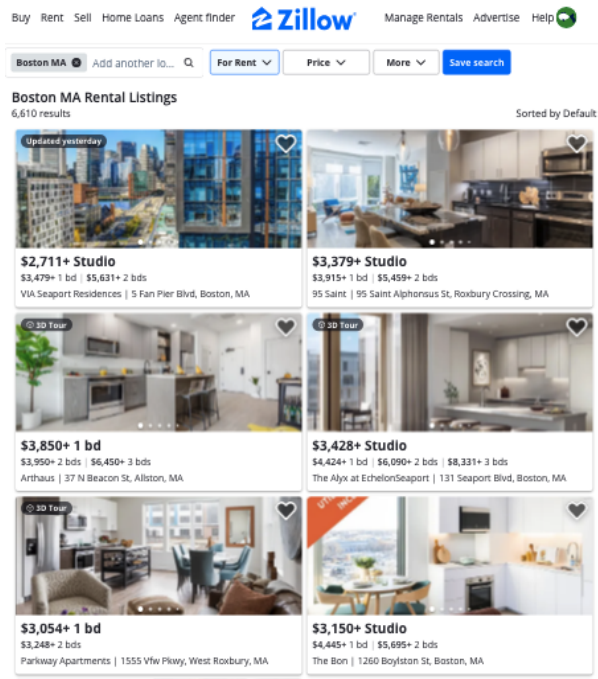 Buy Rent Sell Home Loans Agent finder Zillow Manage Rentals Advertise Help
Boston MA Add another lo... For Rent Price More Save search
Boston MA Rental Listings
6,610 results Sorted by Default
Updated yesterday
$2,711+ Studio
$3,479+ 1 bd | $5,631+ 2 bds
VIA Seaport Residences | 5 Fan Pier Blvd, Boston, MA
$3,379+ Studio
$3,915+ 1 bd | $5,459+ 2 bds
95 Saint | 95 Saint Alphonsus St, Roxbury Crossing, MA
3D Tour
$3,850+ 1 bd
$3,950+ 2 bds | $6,450+ 3 bds
Arthaus | 37 N Beacon St, Allston, MA
3D Tour
$3,428+ Studio
$4,424+ 1 bd | $6,090+ 2 bds | $8,331+ 3 bds
The Alyx at EchelonSeaport | 131 Seaport Blvd, Boston, MA
3D Tour
$3,054+ 1 bd
$3,248+ 2 bds
Parkway Apartments | 1555 Vfw Pkwy, West Roxbury, MA
$3,150+ Studio
$4,445+ 1 bd | $5,695+ 2 bds
The Bon | 1260 Boylston St, Boston, MA